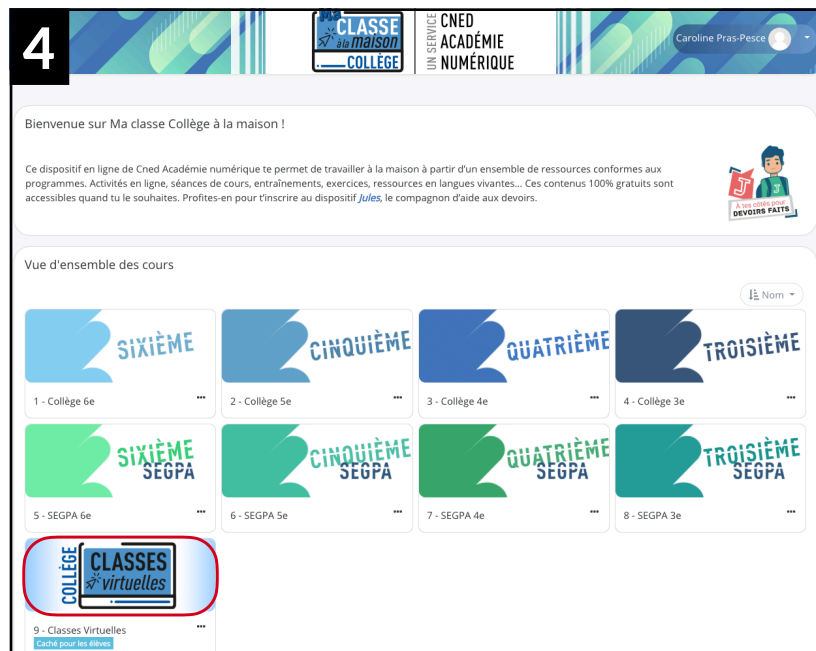 4
Ma
CLASSE
à la maison
COLLÈGE
UN SERVICE
CNED
ACADÉMIE
NUMÉRIQUE
Caroline Pras-Pesce
Bienvenue sur Ma classe Collège à la maison !
Ce dispositif en ligne de Cned Académie numérique te permet de travailler à la maison à partir d'un ensemble de ressources conformes aux
programmes. Activités en ligne, séances de cours, entraînements, exercices, ressources en langues vivantes... Ces contenus 100% gratuits sont
accessibles quand tu le souhaites. Profites-en pour t'inscrire au dispositif Jules, le compagnon d'aide aux devoirs.
J J
À tes côtés pour
DEVOIRS FAITS
Vue d'ensemble des cours
Nom
SIXIÈME
CINQUIÈME
QUATRIÈME
TROISIÈME
1 - Collège 6e
2 - Collège 5e
3 - Collège 4e
4 - Collège 3e
SIXIÈME
SEGPA
CINQUIÈME
SEGPA
QUATRIÈME
SEGPA
TROISIÈME
SEGPA
5 - SEGPA 6e
6 - SEGPA 5e
7 - SEGPA 4e
8 - SEGPA 3e
COLLÈGE
CLASSES
virtuelles
9 - Classes Virtuelles
Caché pour les élèves